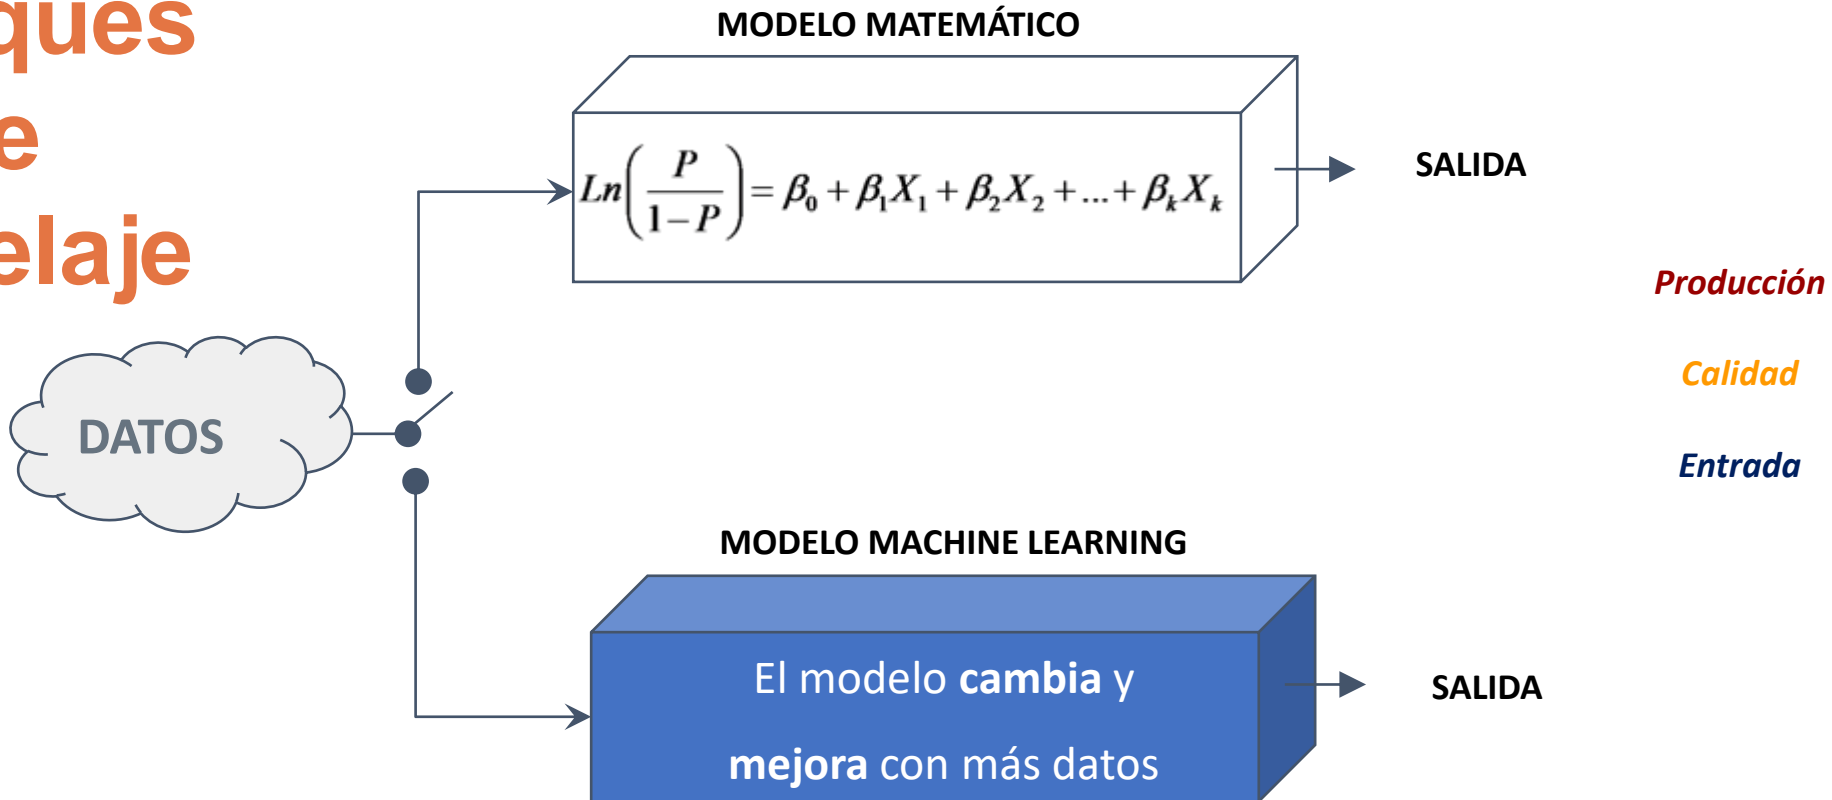 ques
e
elaje
MODELO MATEMÁTICO
Ln(P/(1−P)) = β₀ + β₁X₁ + β₂X₂ + ... + βₖXₖ
SALIDA
Producción
Calidad
Entrada
DATOS
MODELO MACHINE LEARNING
El modelo cambia y
mejora con más datos
SALIDA